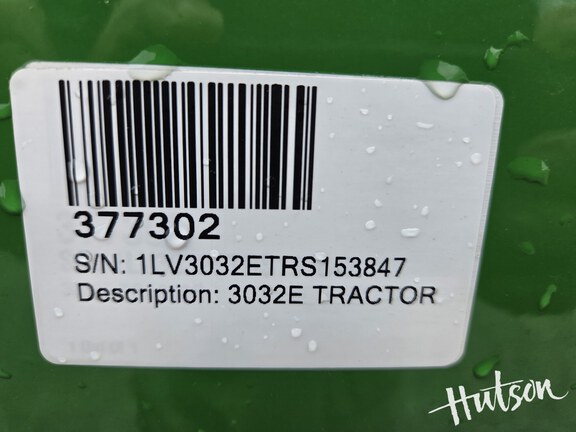 377302
S/N: 1LV3032ETRS153847
Description: 3032E TRACTOR
Hutson